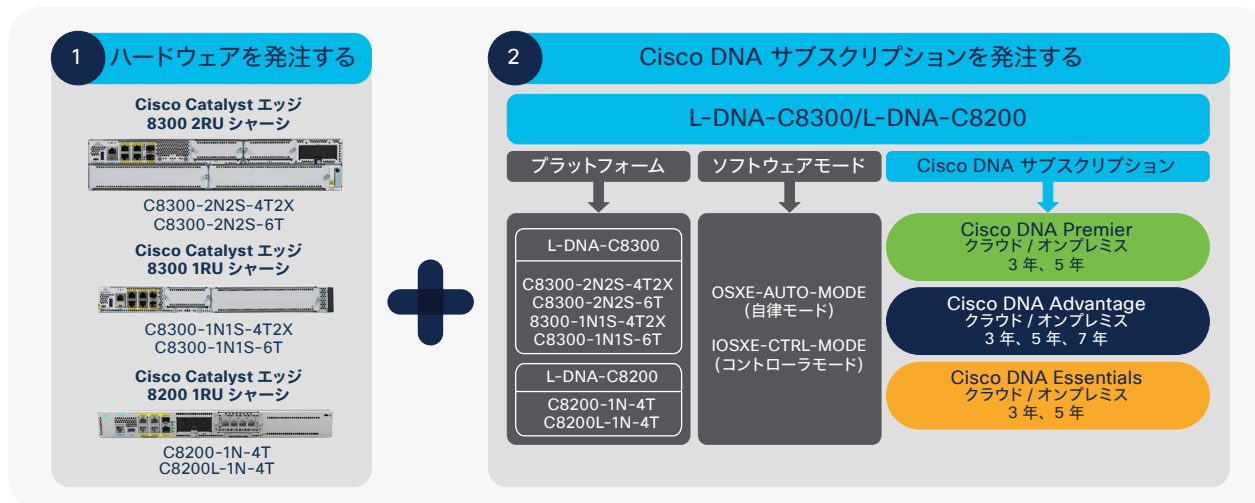 1 ハードウェアを発注する
Cisco Catalyst エッジ
8300 2RU シャーシ
C8300-2N2S-4T2X
C8300-2N2S-6T
Cisco Catalyst エッジ
8300 1RU シャーシ
C8300-1N1S-4T2X
C8300-1N1S-6T
Cisco Catalyst エッジ
8200 1RU シャーシ
C8200-1N-4T
C8200L-1N-4T
2 Cisco DNA サブスクリプションを発注する
L-DNA-C8300/L-DNA-C8200
プラットフォーム
L-DNA-C8300
C8300-2N2S-4T2X
C8300-2N2S-6T
8300-1N1S-4T2X
C8300-1N1S-6T
L-DNA-C8200
C8200-1N-4T
C8200L-1N-4T
ソフトウェアモード
OSXE-AUTO-MODE
(自律モード)
IOSXE-CTRL-MODE
(コントローラモード)
Cisco DNA サブスクリプション
Cisco DNA Premier
クラウド / オンプレミス
3 年、5 年
Cisco DNA Advantage
クラウド / オンプレミス
3 年、5 年、7 年
Cisco DNA Essentials
クラウド / オンプレミス
3 年、5 年